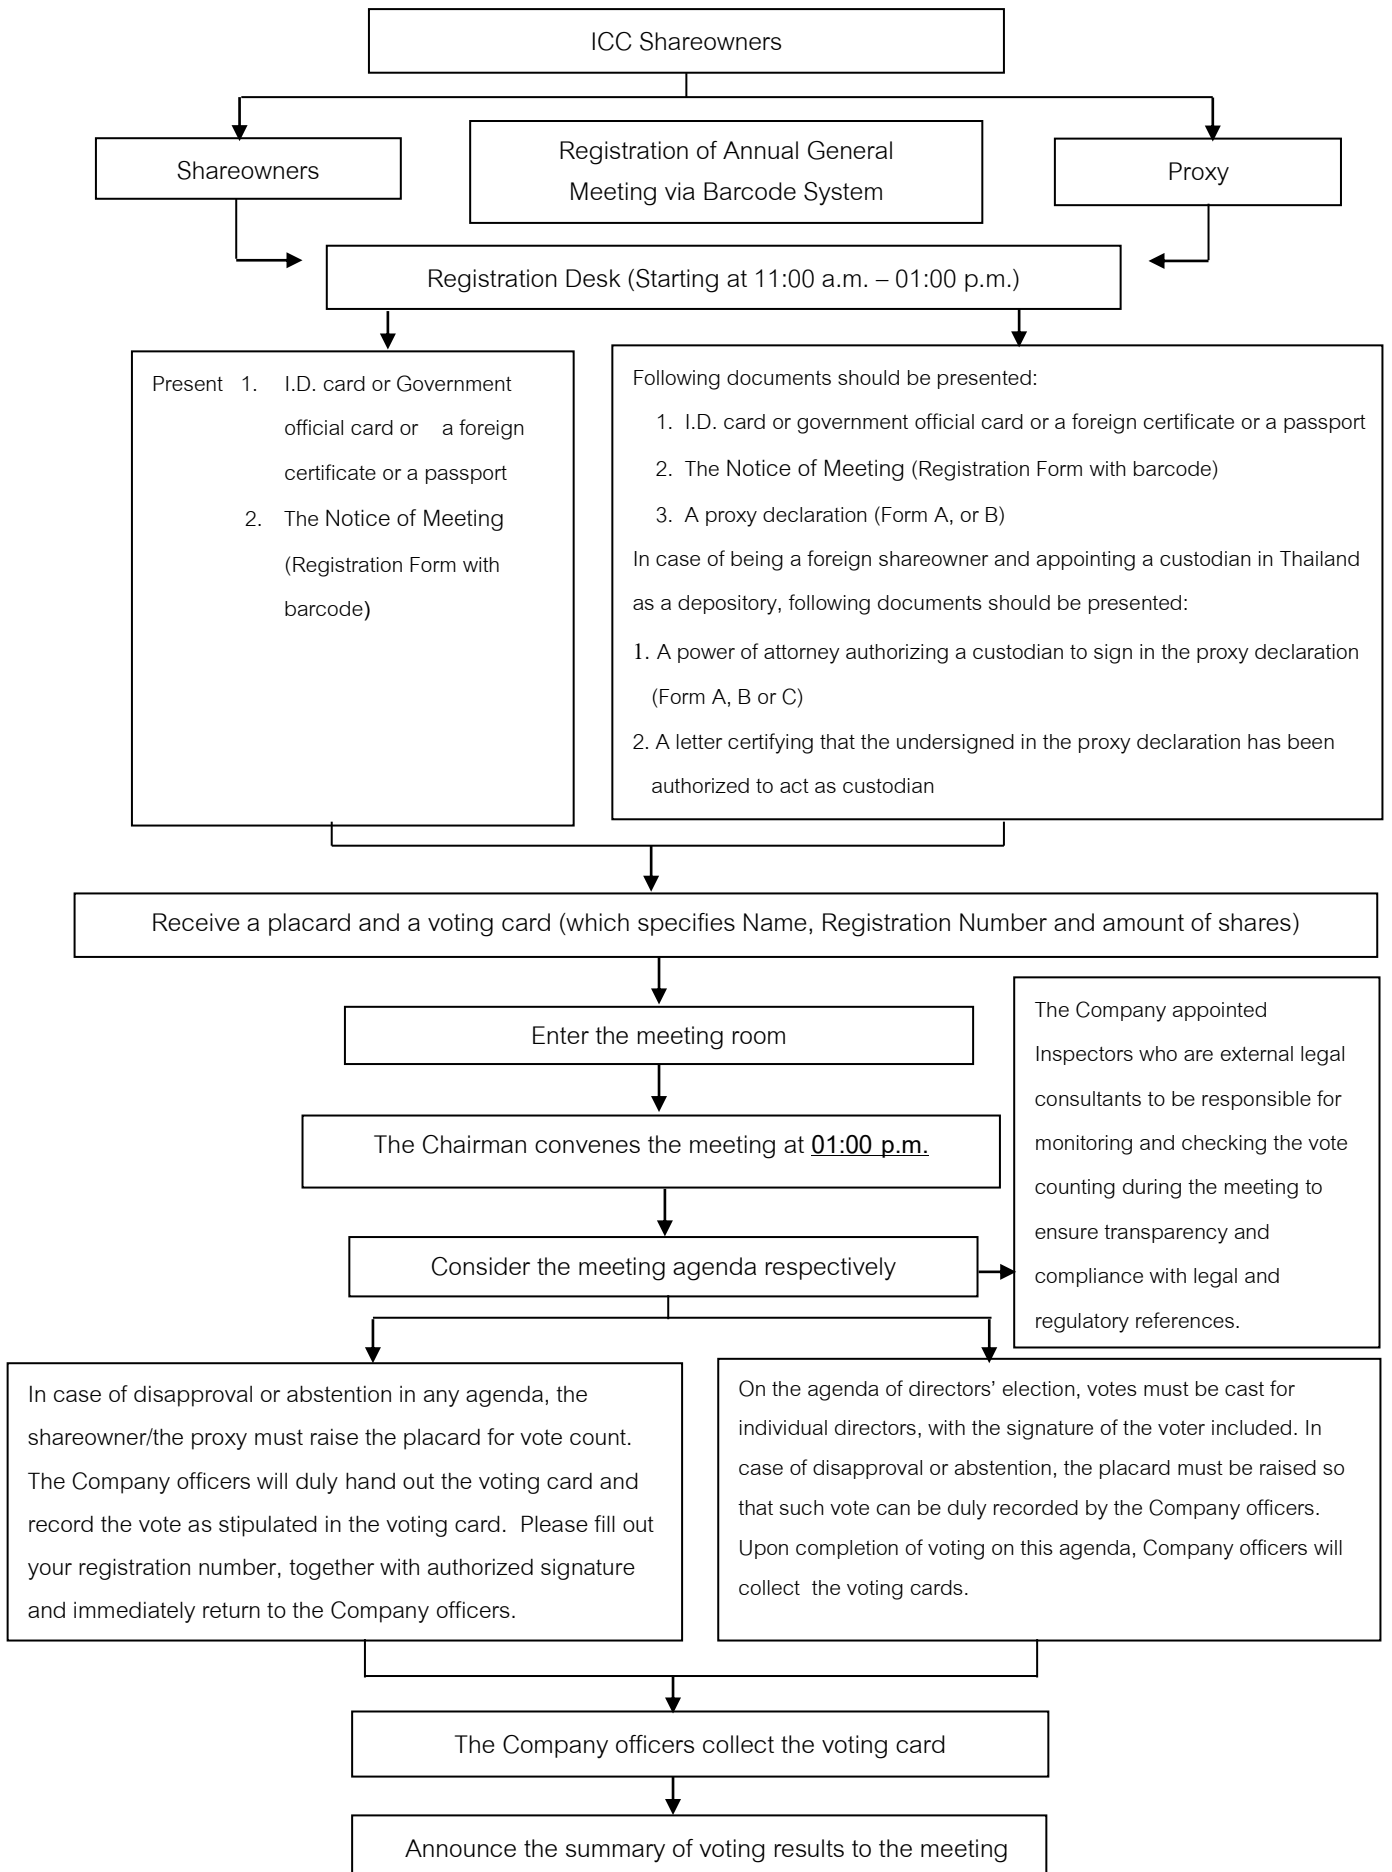 ICC Shareowners
Shareowners
Registration of Annual General
Meeting via Barcode System
Proxy
Registration Desk (Starting at 11:00 a.m. – 01:00 p.m.)
Present 1. I.D. card or Government
official card or a foreign
certificate or a passport
2. The Notice of Meeting
(Registration Form with
barcode)
Following documents should be presented:
1. I.D. card or government official card or a foreign certificate or a passport
2. The Notice of Meeting (Registration Form with barcode)
3. A proxy declaration (Form A, or B)
In case of being a foreign shareowner and appointing a custodian in Thailand
as a depository, following documents should be presented:
1. A power of attorney authorizing a custodian to sign in the proxy declaration
(Form A, B or C)
2. A letter certifying that the undersigned in the proxy declaration has been
authorized to act as custodian
Receive a placard and a voting card (which specifies Name, Registration Number and amount of shares)
Enter the meeting room
The Chairman convenes the meeting at 01:00 p.m.
Consider the meeting agenda respectively
The Company appointed
Inspectors who are external legal
consultants to be responsible for
monitoring and checking the vote
counting during the meeting to
ensure transparency and
compliance with legal and
regulatory references.
In case of disapproval or abstention in any agenda, the
shareowner/the proxy must raise the placard for vote count.
The Company officers will duly hand out the voting card and
record the vote as stipulated in the voting card. Please fill out
your registration number, together with authorized signature
and immediately return to the Company officers.
On the agenda of directors' election, votes must be cast for
individual directors, with the signature of the voter included. In
case of disapproval or abstention, the placard must be raised so
that such vote can be duly recorded by the Company officers.
Upon completion of voting on this agenda, Company officers will
collect the voting cards.
The Company officers collect the voting card
Announce the summary of voting results to the meeting